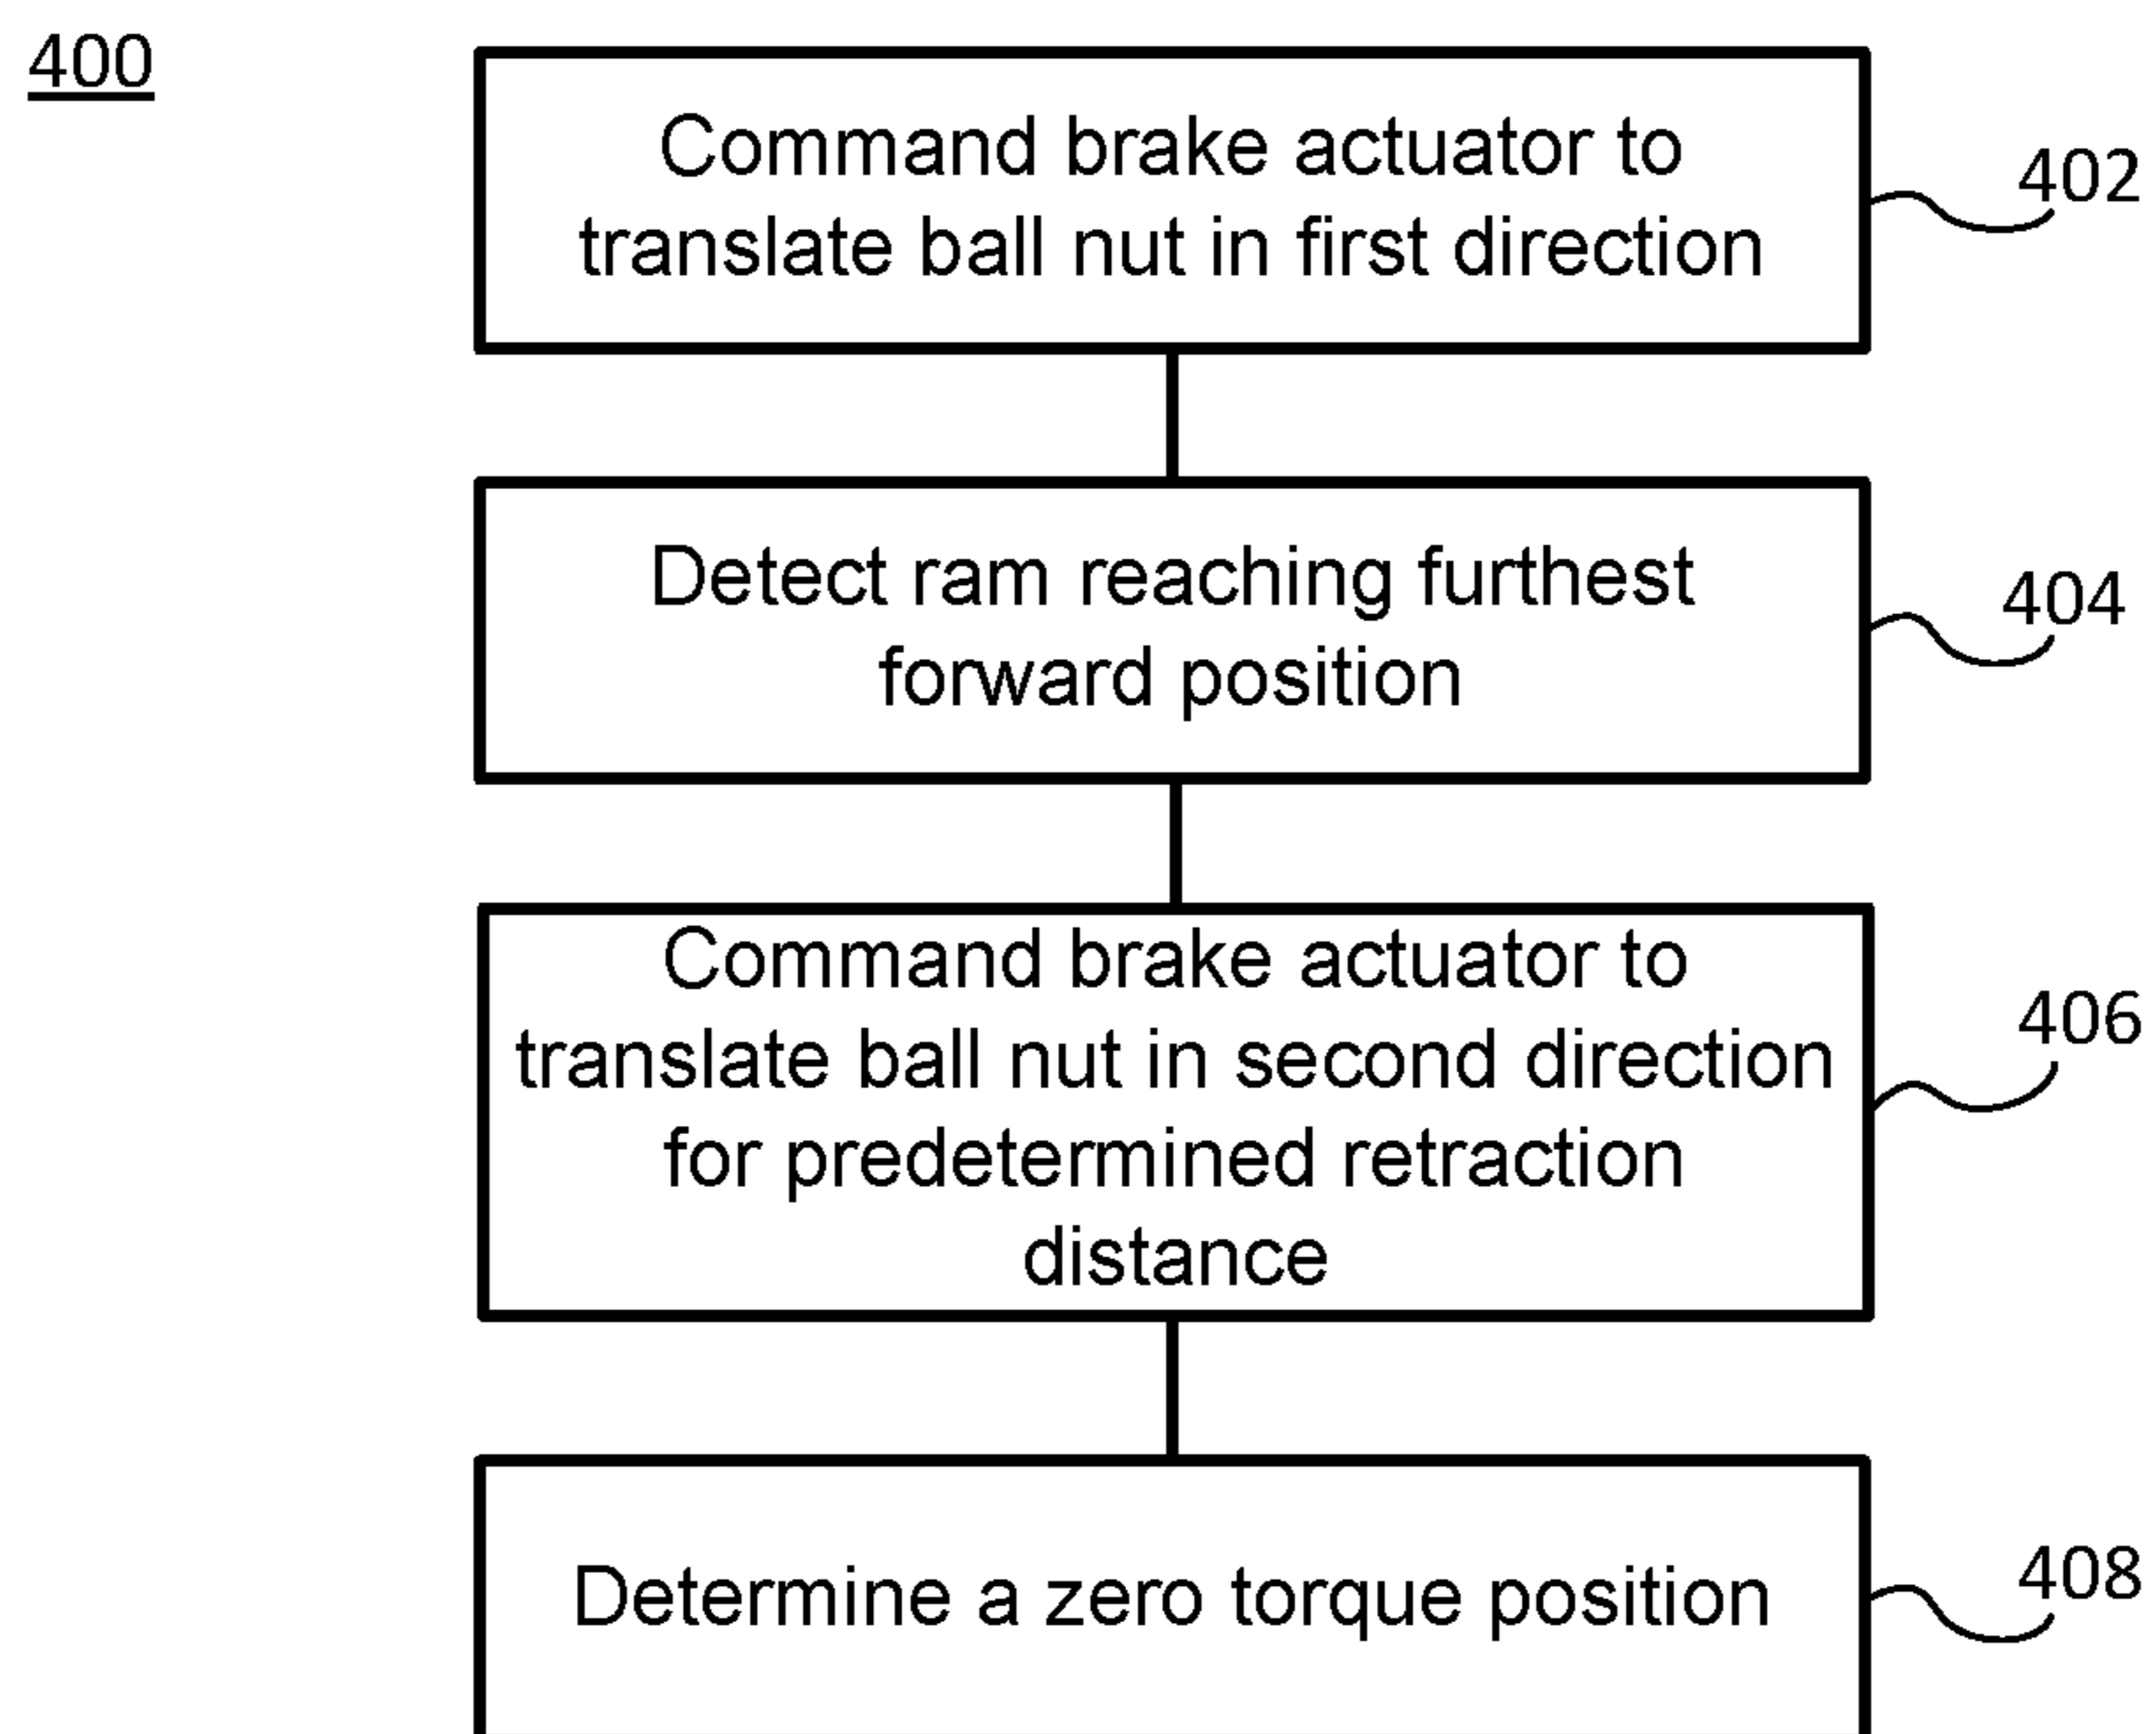 400
Command brake actuator to
translate ball nut in first direction
402
Detect ram reaching furthest
forward position
404
Command brake actuator to
translate ball nut in second direction
for predetermined retraction
distance
406
Determine a zero torque position
408